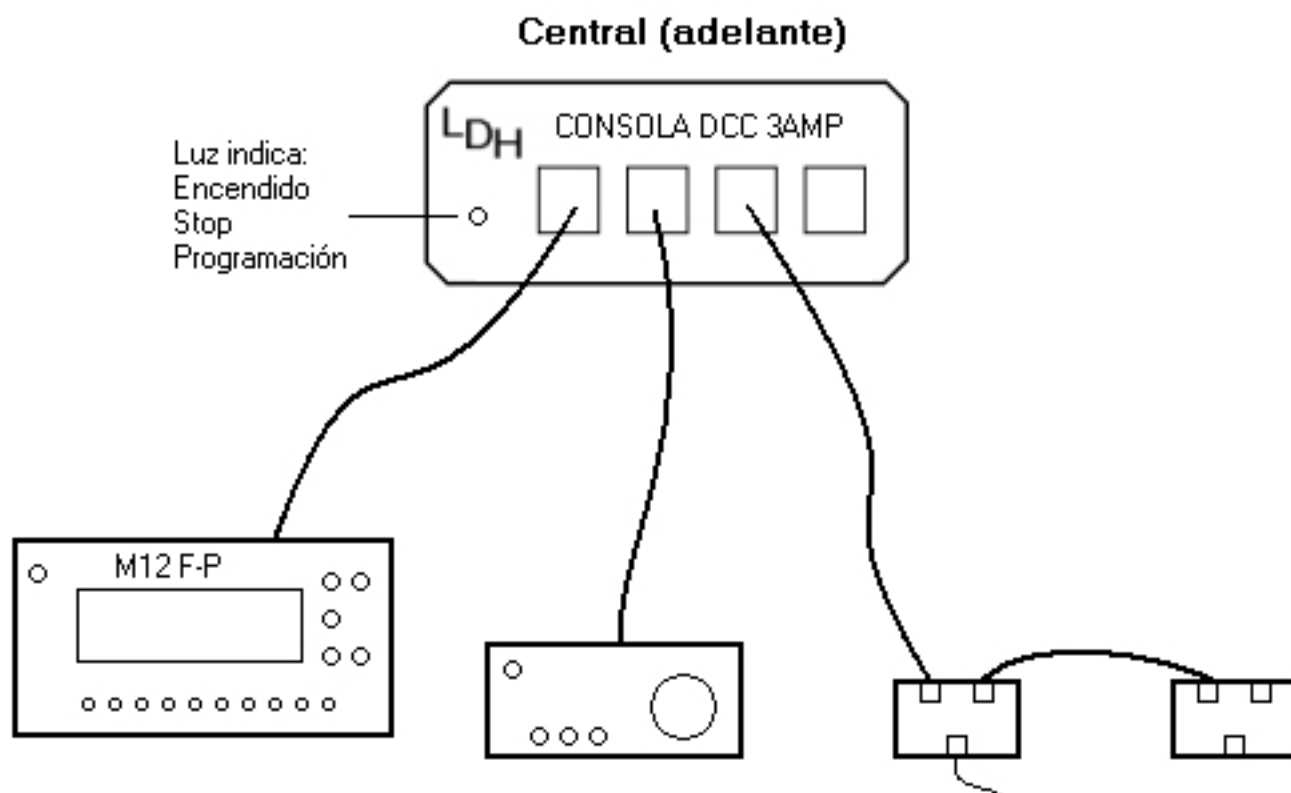 Central (adelante)
LDH
CONSOLA DCC 3AMP
Luz indica:
Encendido
Stop
Programación
M12 F-P